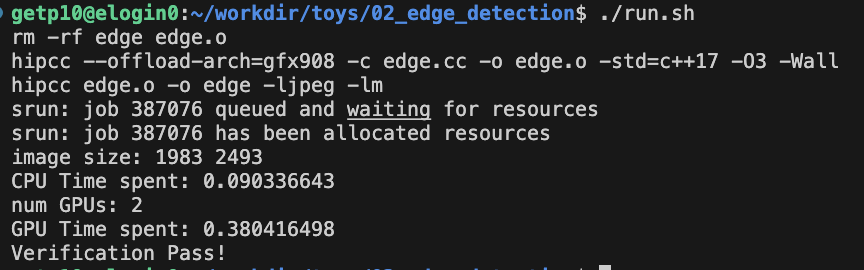 getp10@elogin0:~/workdir/toys/02_edge_detection$ ./run.sh
rm -rf edge edge.o
hipcc --offload-arch=gfx908 -c edge.cc -o edge.o -std=c++17 -O3 -Wall
hipcc edge.o -o edge -ljpeg -lm
srun: job 387076 queued and waiting for resources
srun: job 387076 has been allocated resources
image size: 1983 2493
CPU Time spent: 0.090336643
num GPUs: 2
GPU Time spent: 0.380416498
Verification Pass!